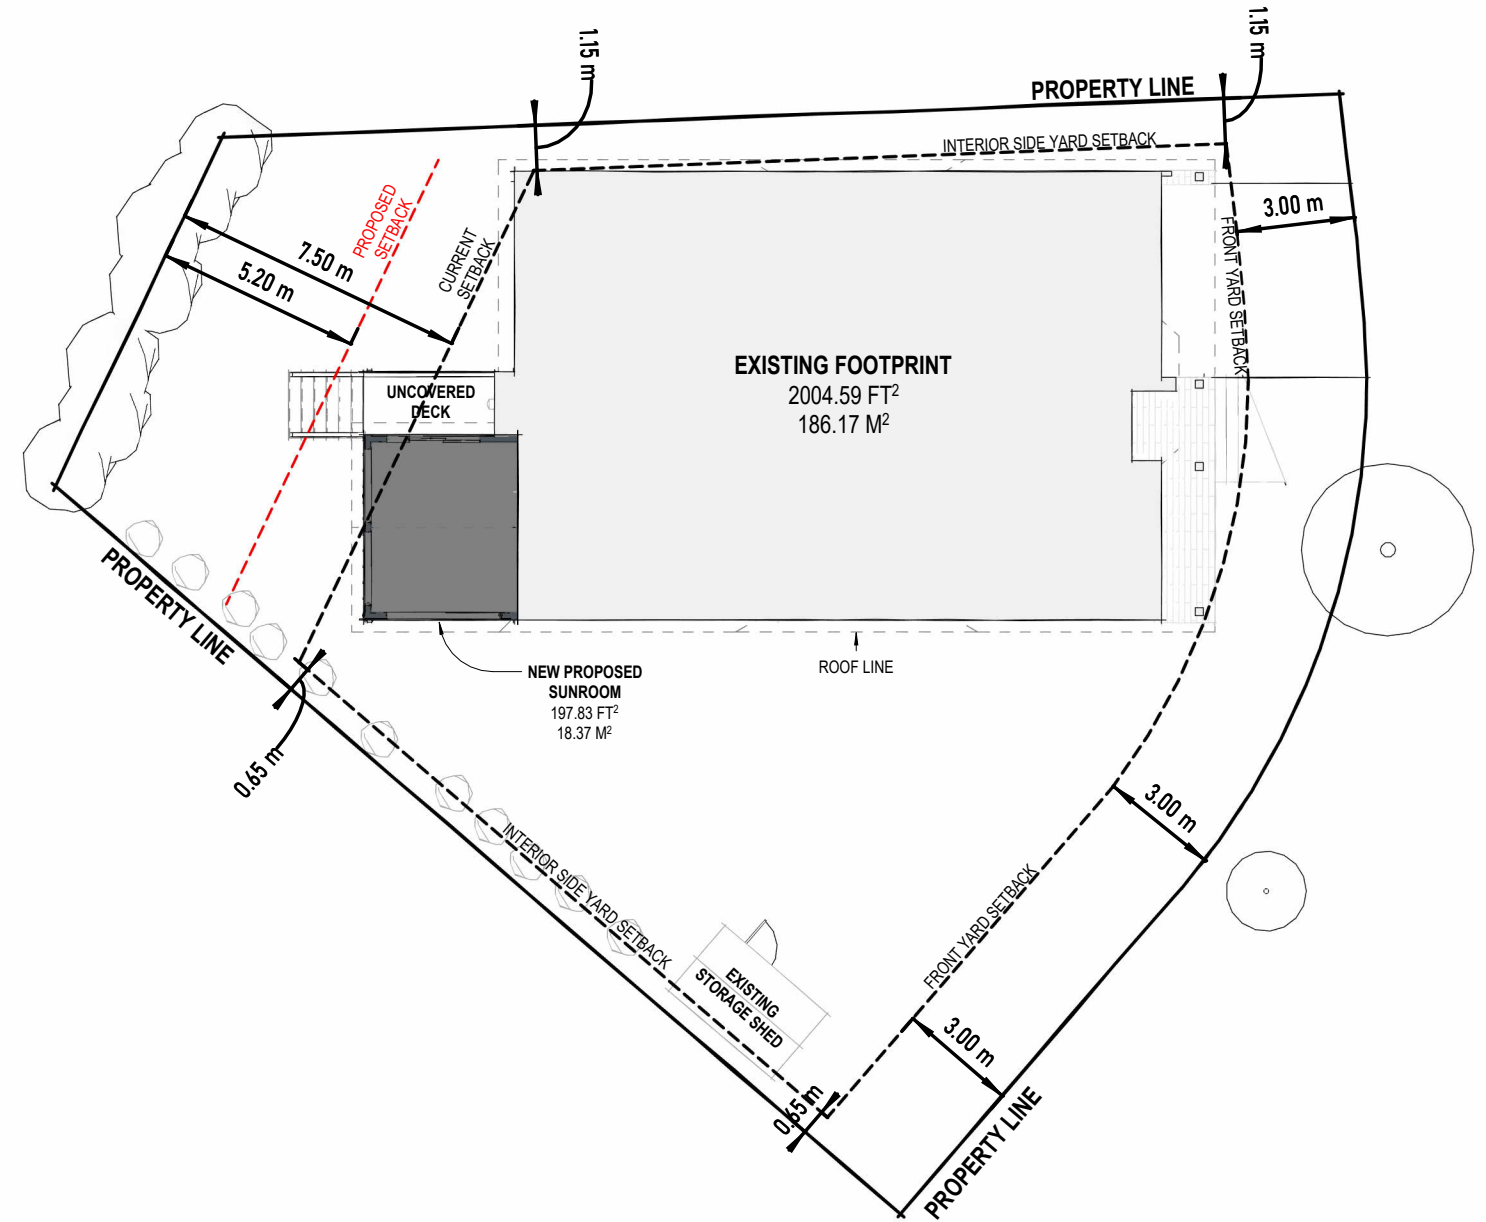 1.15 m
1.15 m
PROPERTY LINE
INTERIOR SIDE YARD SETBACK
3.00 m
FRONT YARD SETBACK
PROPOSED
SETBACK
CURRENT
SETBACK
7.50 m
5.20 m
UNCOVERED
DECK
EXISTING FOOTPRINT
2004.59 FT²
186.17 M²
PROPERTY LINE
NEW PROPOSED
SUNROOM
197.83 FT²
18.37 M²
ROOF LINE
0.65 m
3.00 m
INTERIOR SIDE YARD SETBACK
FRONT YARD SETBACK
EXISTING
STORAGE SHED
3.00 m
0.65 m
PROPERTY LINE